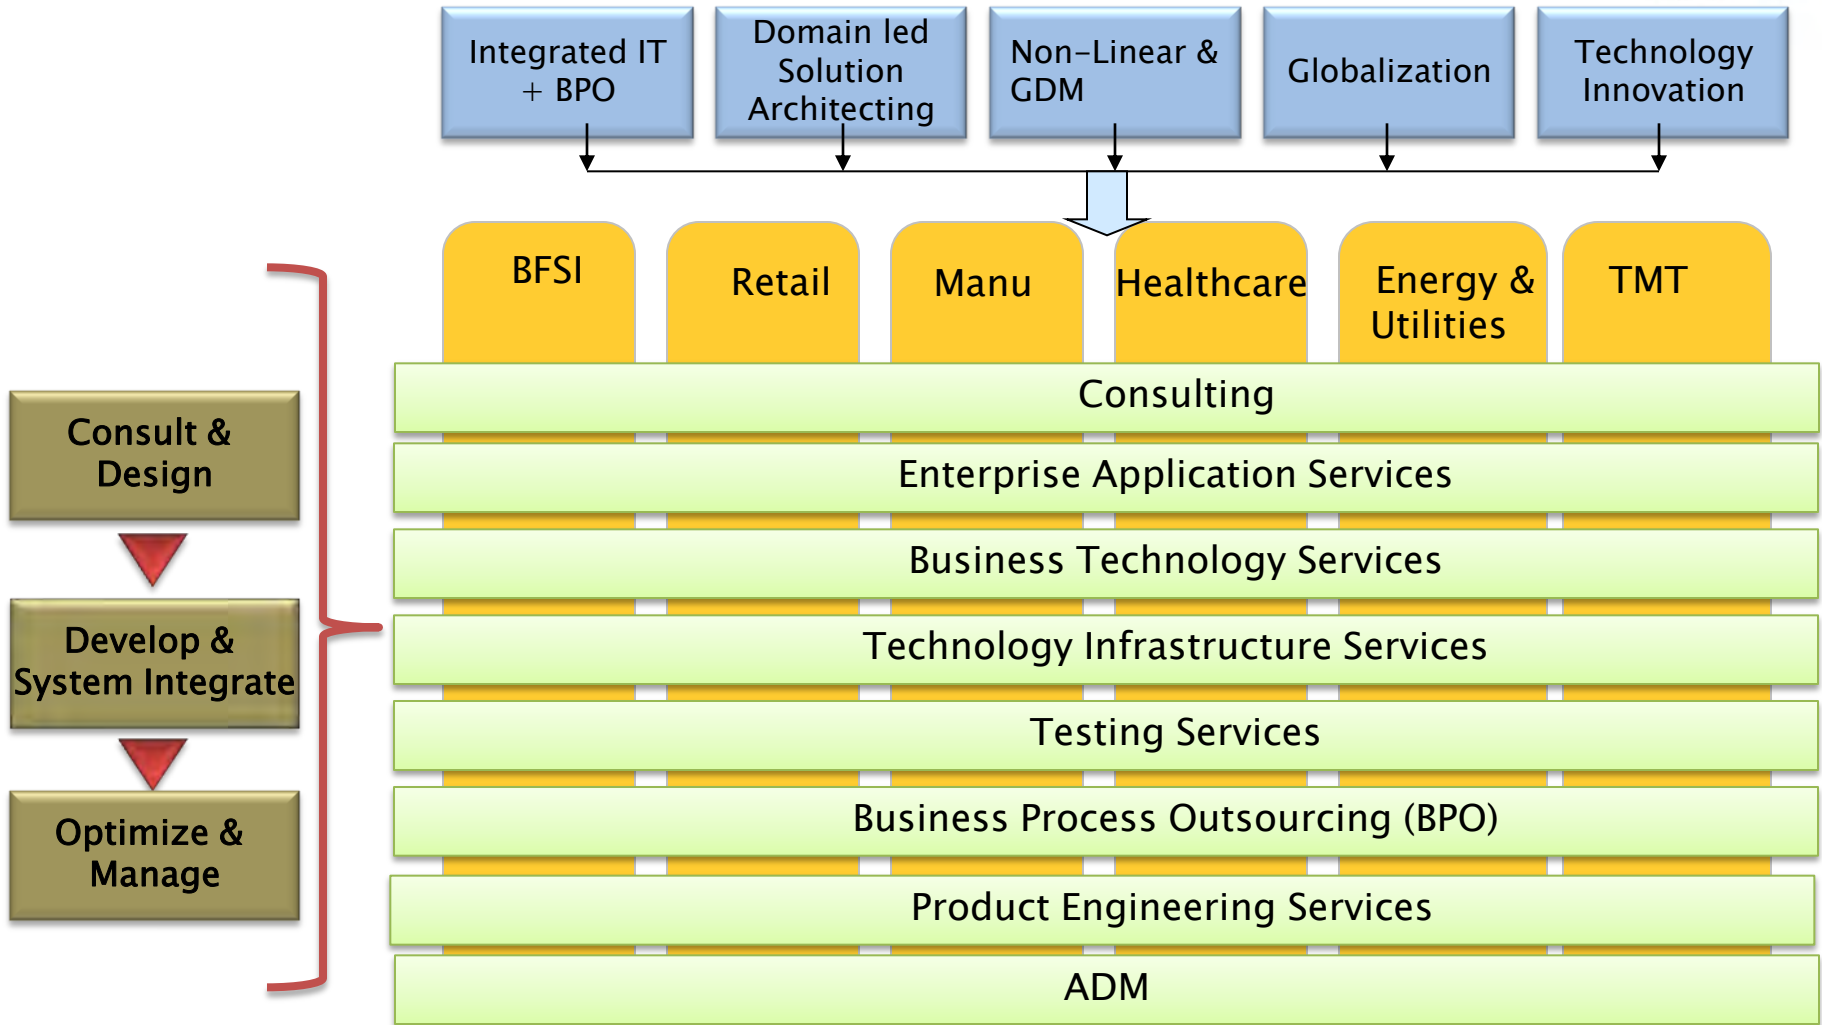 Integrated IT
+ BPO
Domain led
Solution
Architecting
Non-Linear &
GDM
Globalization
Technology
Innovation
BFSI
Retail
Manu
Healthcare
Energy &
Utilities
TMT
Consult &
Design
Develop &
System Integrate
Optimize &
Manage
Consulting
Enterprise Application Services
Business Technology Services
Technology Infrastructure Services
Testing Services
Business Process Outsourcing (BPO)
Product Engineering Services
ADM